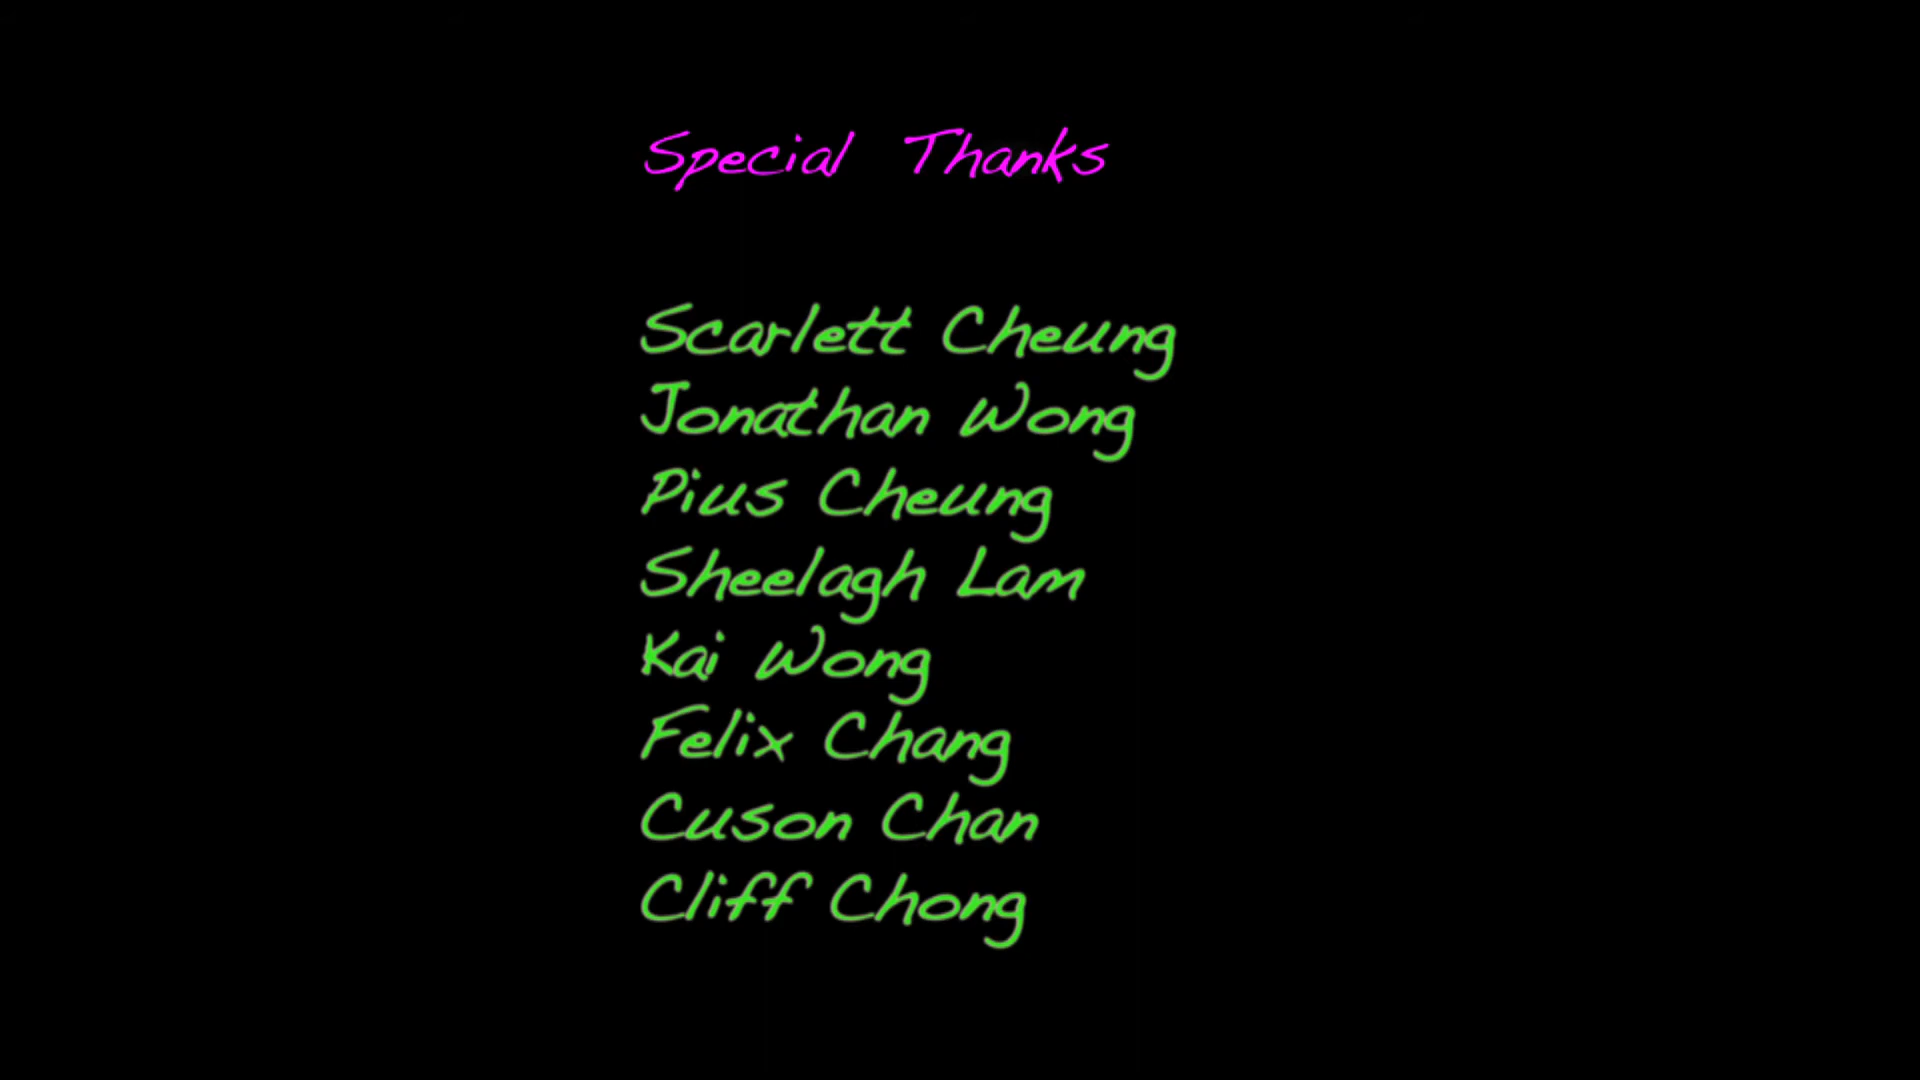 Special Thanks
Scarlett Cheung
Jonathan Wong
Pius Cheung
Sheelagh Lam
Kai Wong
Felix Chang
Cuson Chan
Cliff Chong